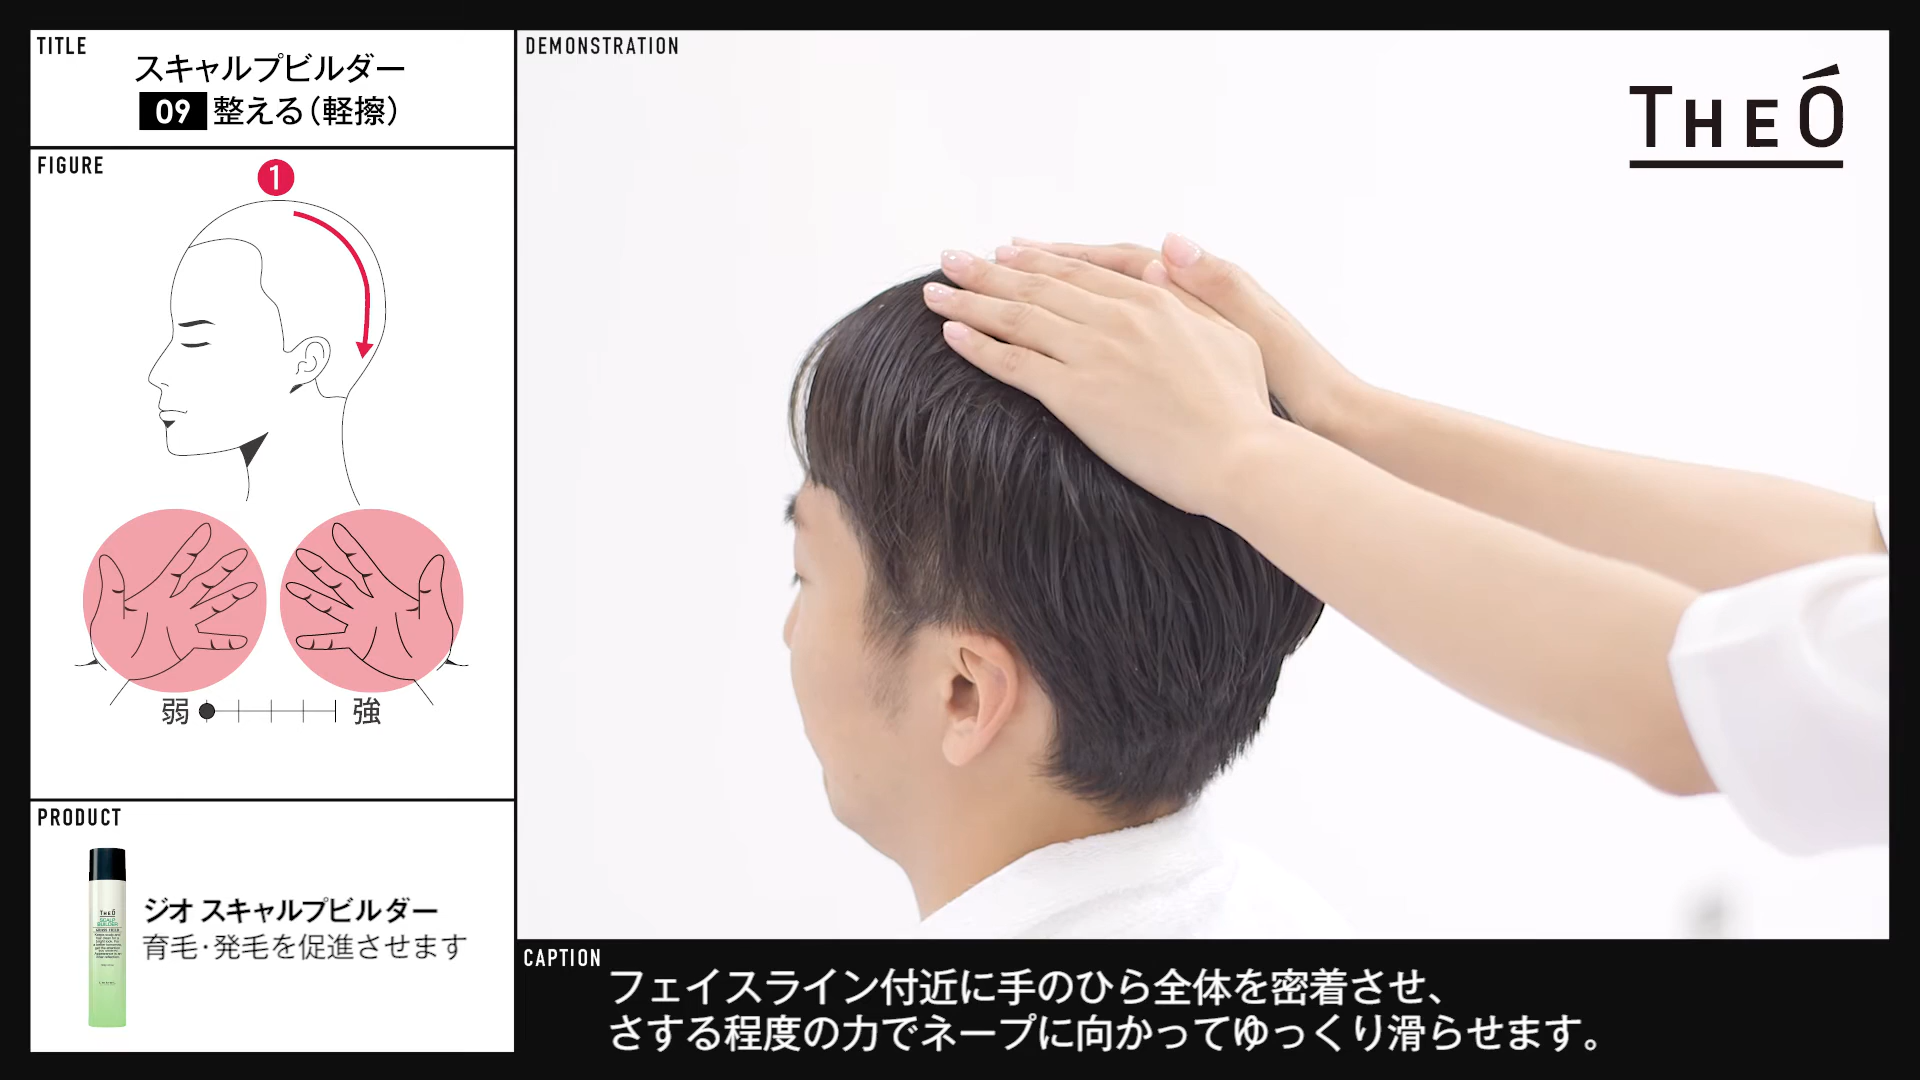 TITLE
スキャルプビルダー
09 整える（軽擦）
FIGURE
1
弱
強
PRODUCT
THEÓ
SCALP
BUILDER
ジオ スキャルプビルダー
育毛・発毛を促進させます
DEMONSTRATION
THEÓ
CAPTION
フェイスライン付近に手のひら全体を密着させ、
さする程度の力でネープに向かってゆっくり滑らせます。